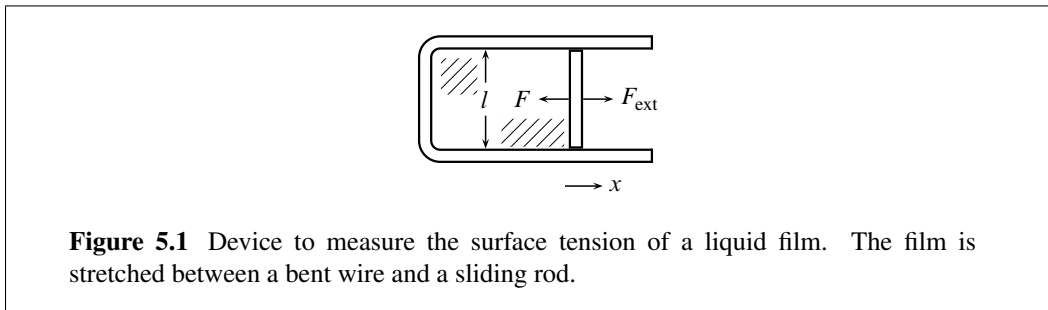 l
F
F_ext
x
Figure 5.1 Device to measure the surface tension of a liquid film. The film is
stretched between a bent wire and a sliding rod.